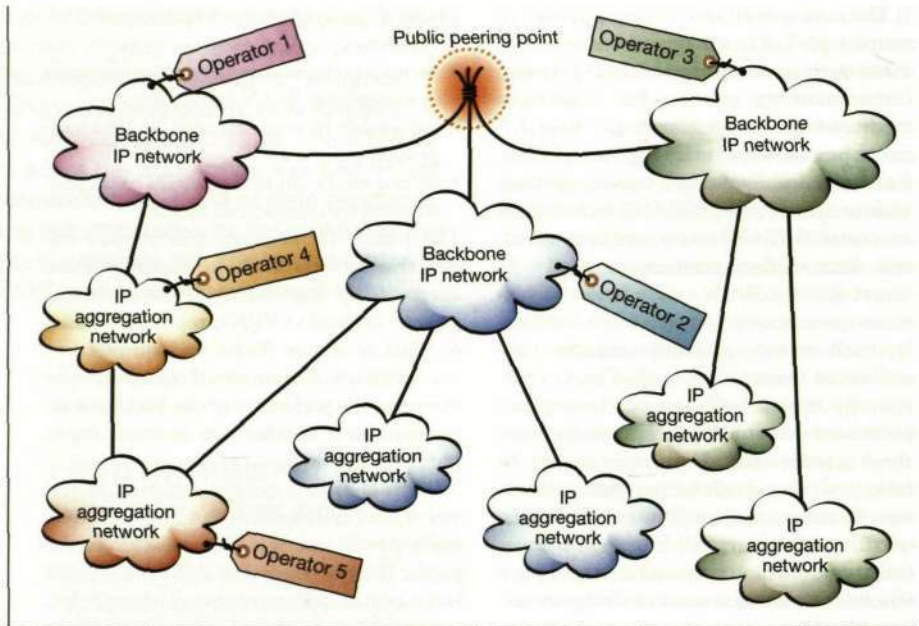 Operator 1
Public peering point
Operator 3
Backbone
IP network
Backbone
IP network
Operator 4
Backbone
IP network
IP
aggregation
network
Operator 2
IP
aggregation
network
IP
aggregation
network
IP
aggregation
network
IP
aggregation
network
IP
aggregation
network
Operator 5